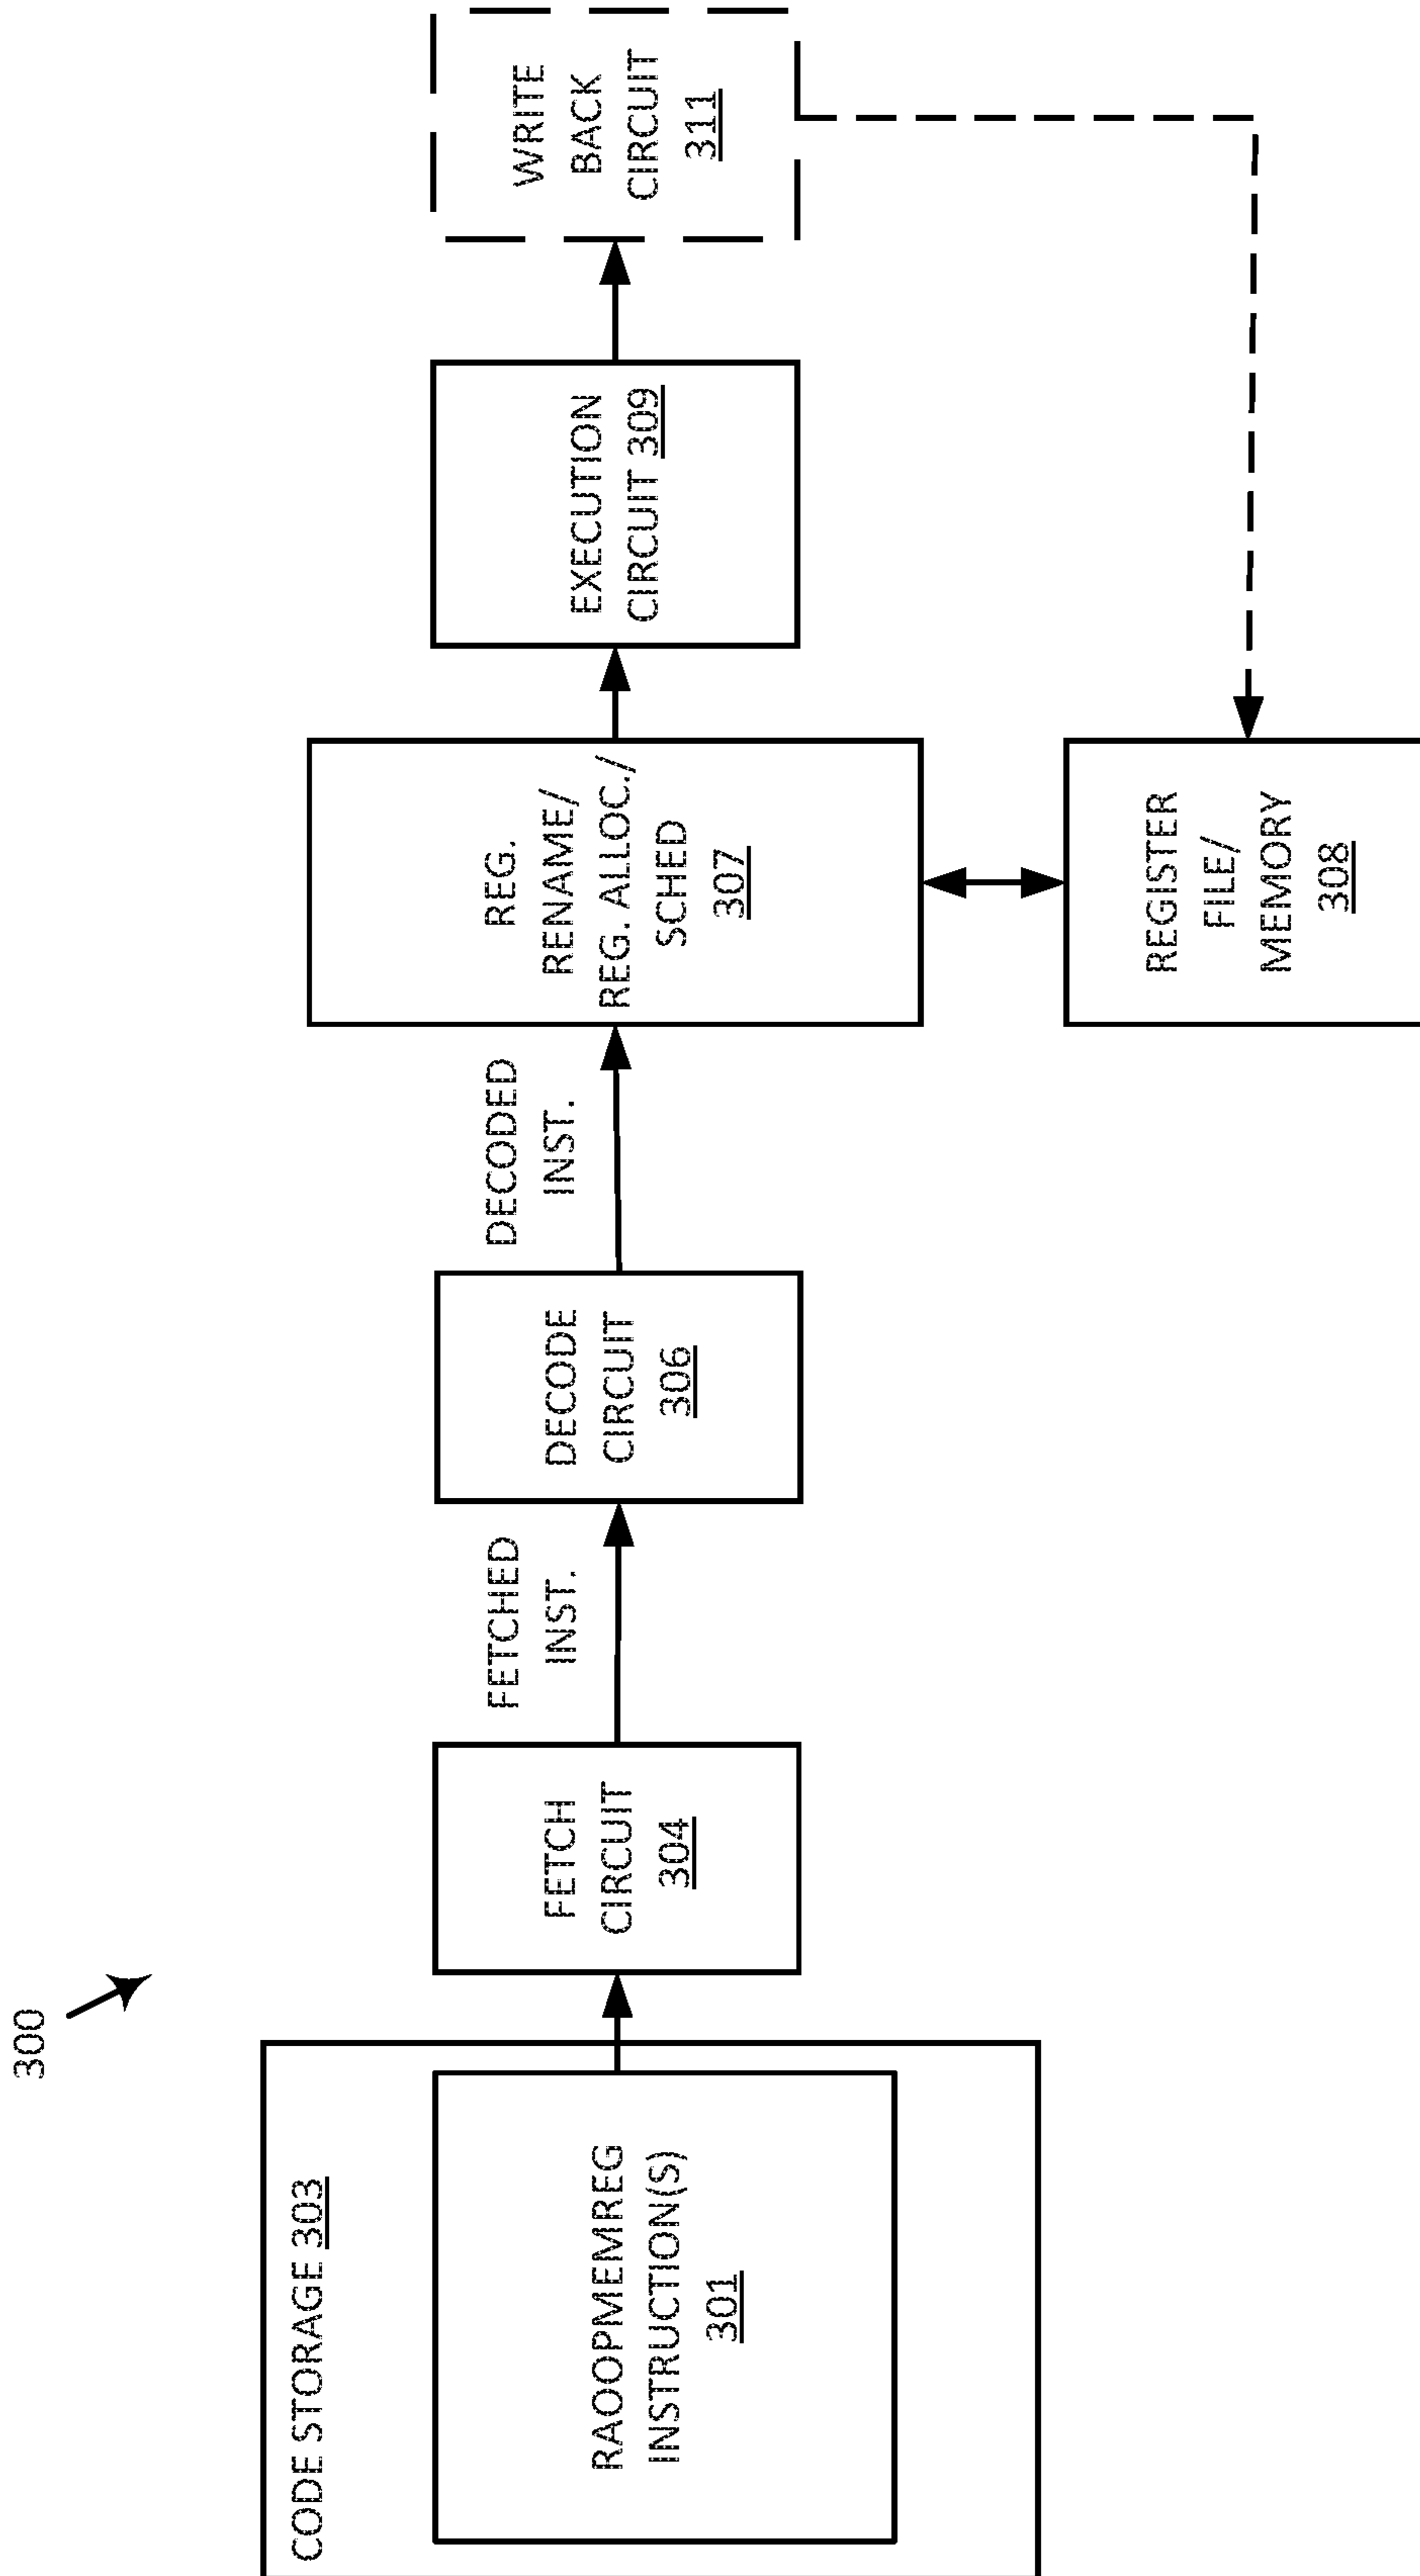 300
CODE STORAGE 303
RAOOPMEMREG
INSTRUCTION(S)
301
FETCH
CIRCUIT
304
FETCHED
INST.
DECODE
CIRCUIT
306
DECODED
INST.
REG.
RENAME/
REG. ALLOC./
SCHED
307
REGISTER
FILE/
MEMORY
308
EXECUTION
CIRCUIT 309
WRITE
BACK
CIRCUIT
311